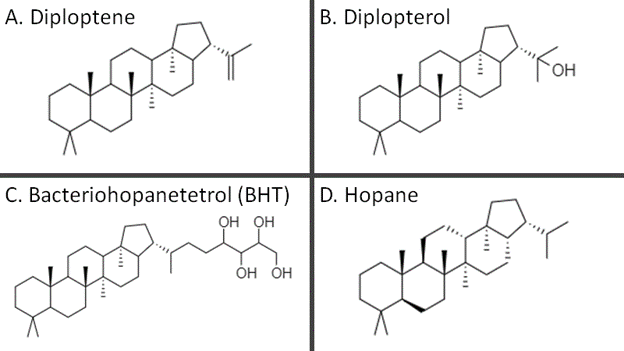 A. Diploptene
B. Diplopterol
OH
C. Bacteriohopanetetrol (BHT)
OH
OH
OH
OH
D. Hopane